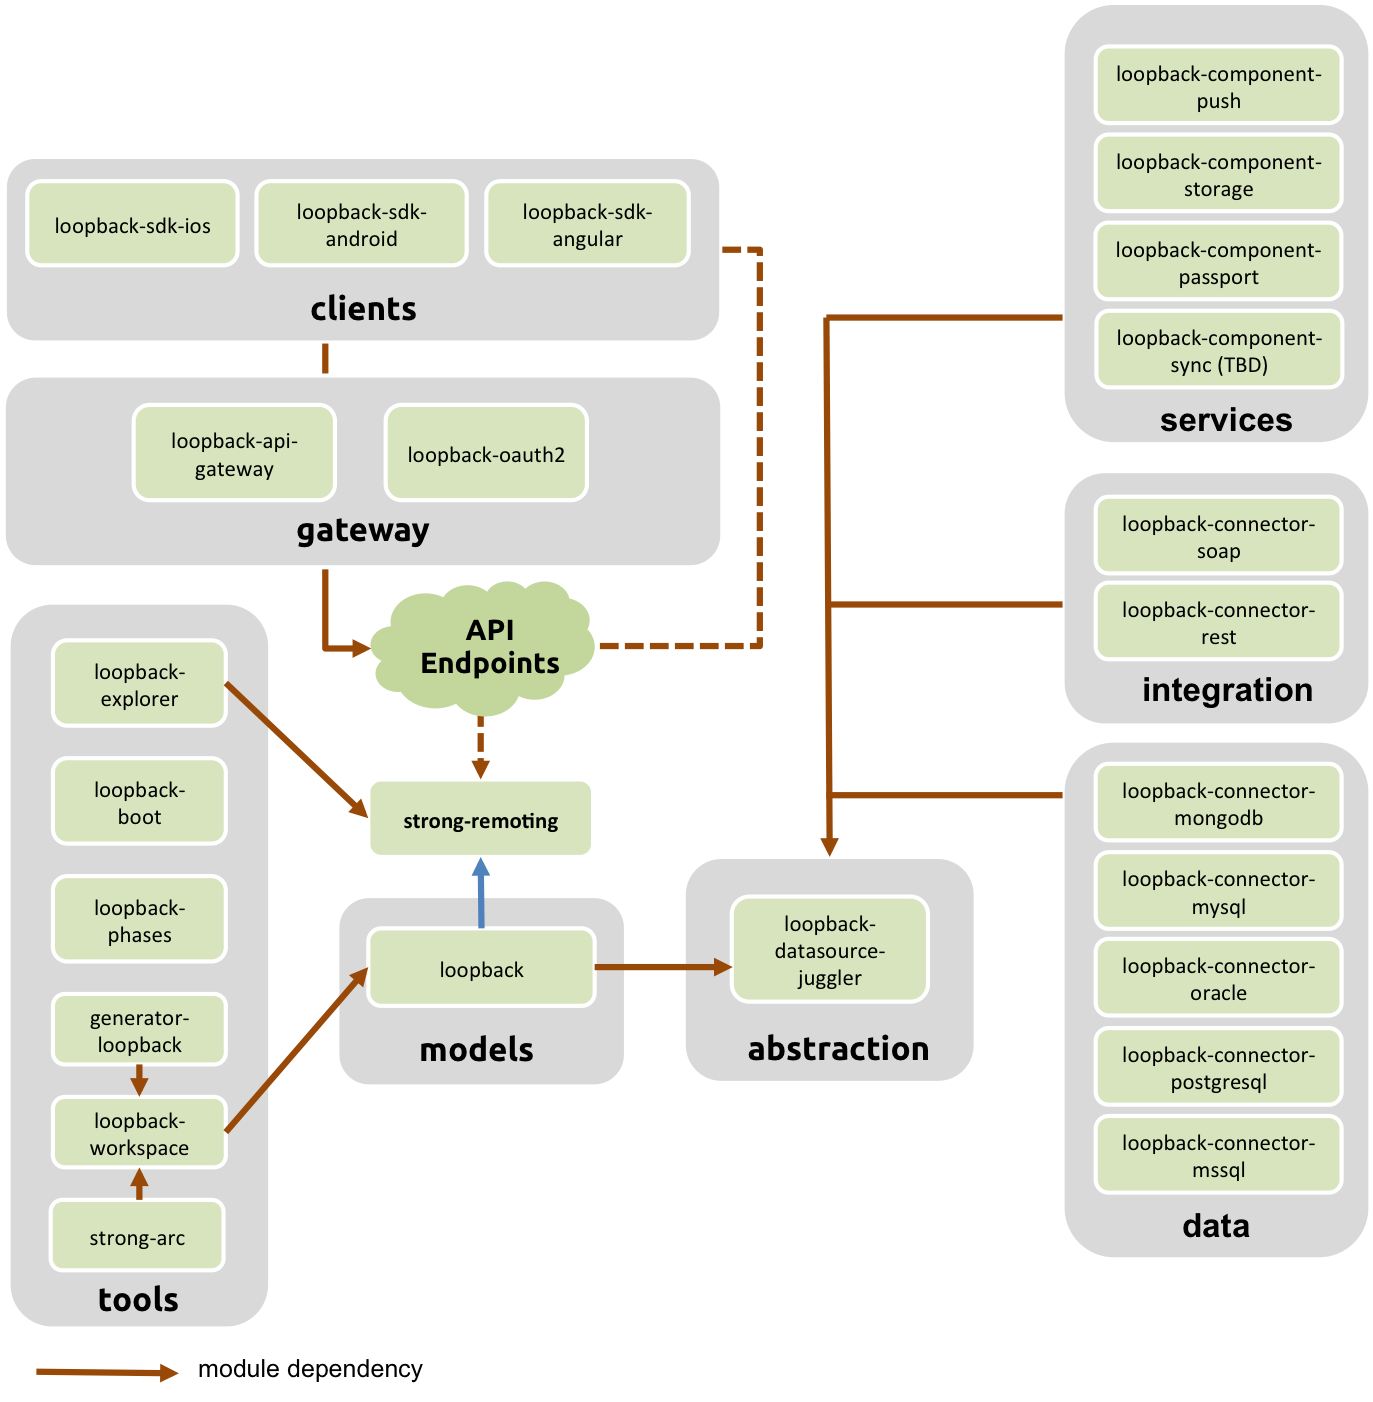 loopback-sdk-ios
loopback-sdk-
android
loopback-sdk-
angular
clients
loopback-api-
gateway
loopback-oauth2
gateway
API
Endpoints
strong-remoting
loopback-
explorer
loopback-
boot
loopback-
phases
generator-
loopback
loopback-
workspace
strong-arc
tools
loopback
models
loopback-
datasource-
juggler
abstraction
loopback-component-
push
loopback-component-
storage
loopback-component-
passport
loopback-component-
sync (TBD)
services
loopback-connector-
soap
loopback-connector-
rest
integration
loopback-connector-
mongodb
loopback-connector-
mysql
loopback-connector-
oracle
loopback-connector-
postgresql
loopback-connector-
mssql
data
module dependency